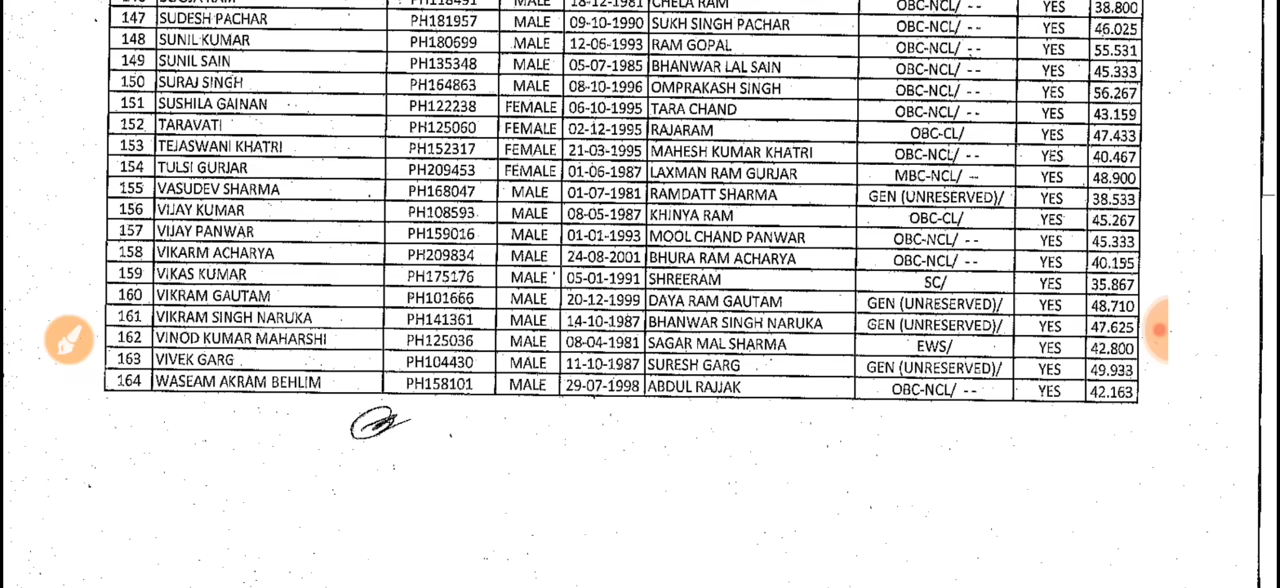 PH118491 MALE 18-12-1981 CHELA RAM OBC-NCL/ -- YES 38.800
147 SUDESH PACHAR PH181957 MALE 09-10-1990 SUKH SINGH PACHAR OBC-NCL/ -- YES 46.025
148 SUNIL KUMAR PH180699 MALE 12-06-1993 RAM GOPAL OBC-NCL/ -- YES 55.531
149 SUNIL SAIN PH135348 MALE 05-07-1985 BHANWAR LAL SAIN OBC-NCL/ -- YES 45.333
150 SURAJ SINGH PH164863 MALE 08-10-1996 OMPRAKASH SINGH OBC-NCL/ -- YES 56.267
151 SUSHILA GAINAN PH122238 FEMALE 06-10-1995 TARA CHAND OBC-NCL/ -- YES 43.159
152 TARAVATI PH125060 FEMALE 02-12-1995 RAJARAM OBC-CL/ YES 47.433
153 TEJASWANI KHATRI PH152317 FEMALE 21-03-1995 MAHESH KUMAR KHATRI OBC-NCL/ -- YES 40.467
154 TULSI GURJAR PH209453 FEMALE 01-06-1987 LAXMAN RAM GURJAR MBC-NCL/ -- YES 48.900
155 VASUDEV SHARMA PH168047 MALE 01-07-1981 RAMDATT SHARMA GEN (UNRESERVED)/ YES 38.533
156 VIJAY KUMAR PH108593 MALE 08-05-1987 KHINYA RAM OBC-CL/ YES 45.267
157 VIJAY PANWAR PH159016 MALE 01-01-1993 MOOL CHAND PANWAR OBC-NCL/ -- YES 45.333
158 VIKARM ACHARYA PH209834 MALE 24-08-2001 BHURA RAM ACHARYA OBC-NCL/ -- YES 40.155
159 VIKAS KUMAR PH175176 MALE 05-01-1991 SHREERAM SC/ YES 35.867
160 VIKRAM GAUTAM PH101666 MALE 20-12-1999 DAYA RAM GAUTAM GEN (UNRESERVED)/ YES 48.710
161 VIKRAM SINGH NARUKA PH141361 MALE 14-10-1987 BHANWAR SINGH NARUKA GEN (UNRESERVED)/ YES 47.625
162 VINOD KUMAR MAHARSHI PH125036 MALE 08-04-1981 SAGAR MAL SHARMA EWS/ YES 42.800
163 VIVEK GARG PH104430 MALE 11-10-1987 SURESH GARG GEN (UNRESERVED)/ YES 49.933
164 WASEAM AKRAM BEHLIM PH158101 MALE 29-07-1998 ABDUL RAJJAK OBC-NCL/ -- YES 42.163